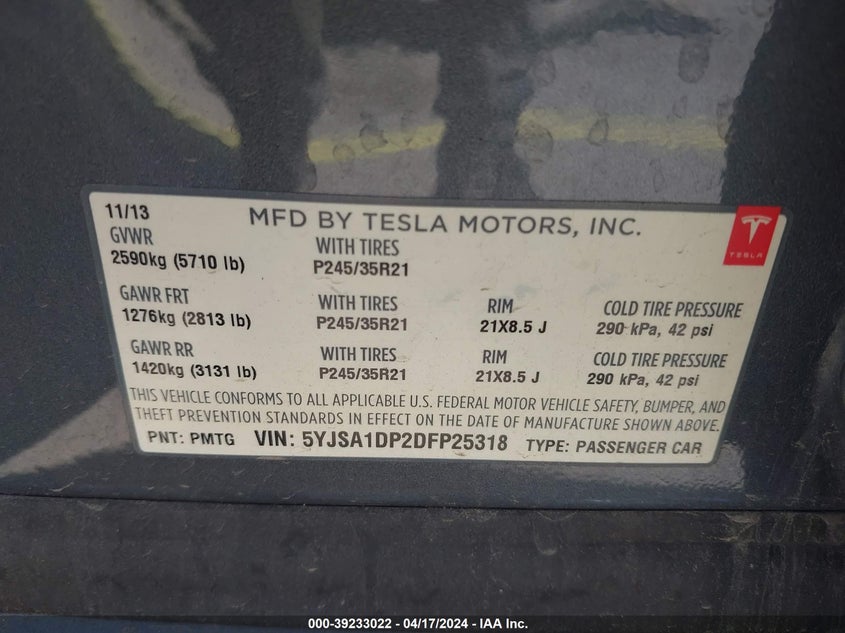 11/13 MFD BY TESLA MOTORS, INC.
TESLA
GVWR WITH TIRES
2590kg (5710 lb) P245/35R21
GAWR FRT WITH TIRES RIM COLD TIRE PRESSURE
1276kg (2813 lb) P245/35R21 21X8.5 J 290 kPa, 42 psi
GAWR RR WITH TIRES RIM COLD TIRE PRESSURE
1420kg (3131 lb) P245/35R21 21X8.5 J 290 kPa, 42 psi
THIS VEHICLE CONFORMS TO ALL APPLICABLE U.S. FEDERAL MOTOR VEHICLE SAFETY, BUMPER, AND
THEFT PREVENTION STANDARDS IN EFFECT ON THE DATE OF MANUFACTURE SHOWN ABOVE.
PNT: PMTG VIN: 5YJSA1DP2DFP25318 TYPE: PASSENGER CAR
000-39233022 - 04/17/2024 - IAA Inc.